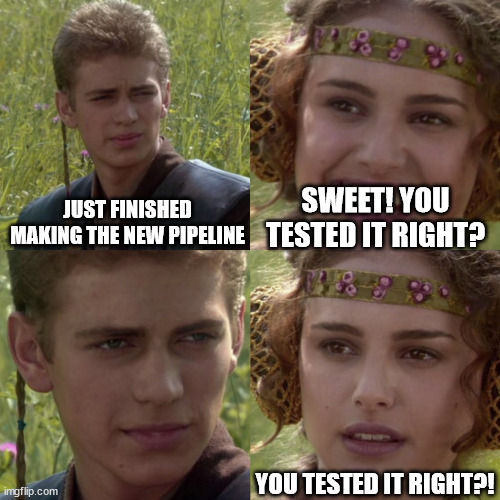 JUST FINISHED
MAKING THE NEW PIPELINE
SWEET! YOU
TESTED IT RIGHT?
YOU TESTED IT RIGHT?!
imgflip.com